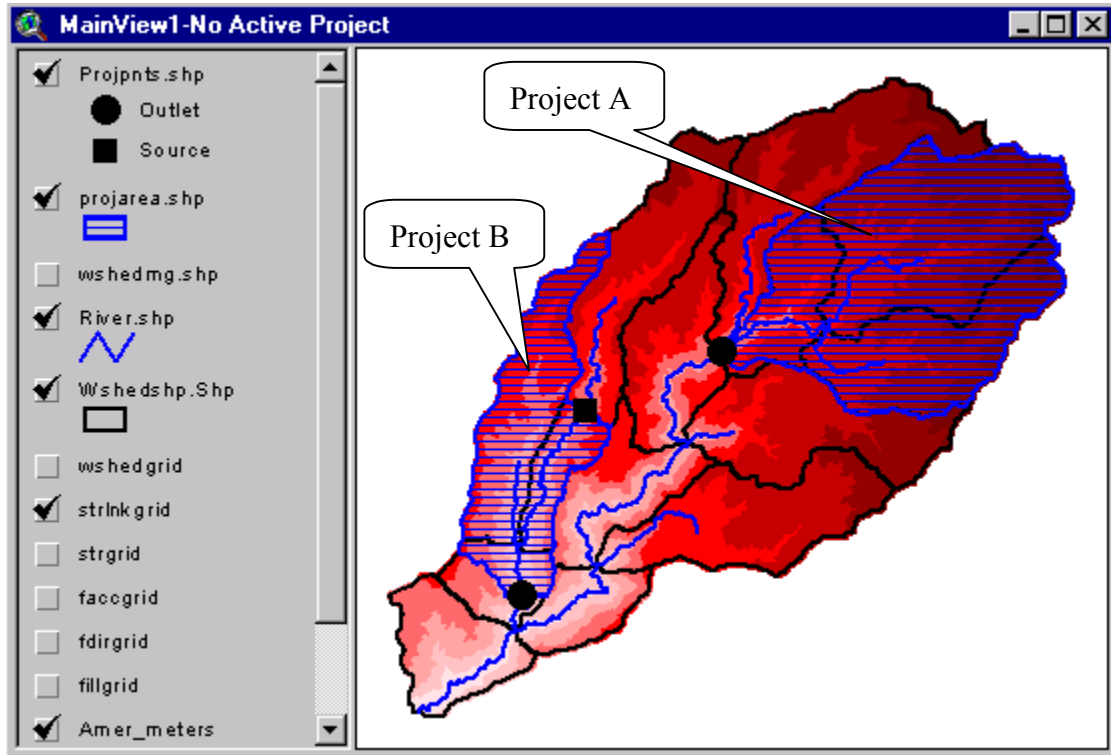 MainView1-No Active Project
Projpnts.shp
Outlet
Source
projarea.shp
wshedmg.shp
River.shp
Wshedshp.Shp
wshedgrid
strlnkgrid
strgrid
faccgrid
fdirgrid
fillgrid
Amer_meters
Project A
Project B